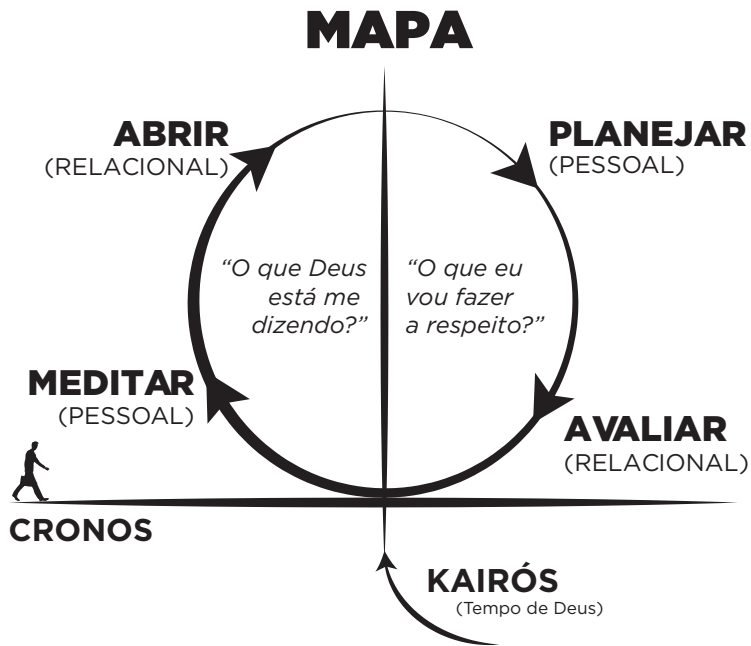 MAPA
ABRIR
(RELACIONAL)
PLANEJAR
(PESSOAL)
“O que Deus
está me
dizendo?”
“O que eu
vou fazer
a respeito?”
MEDITAR
(PESSOAL)
AVALIAR
(RELACIONAL)
CRONOS
KAIRÓS
(Tempo de Deus)